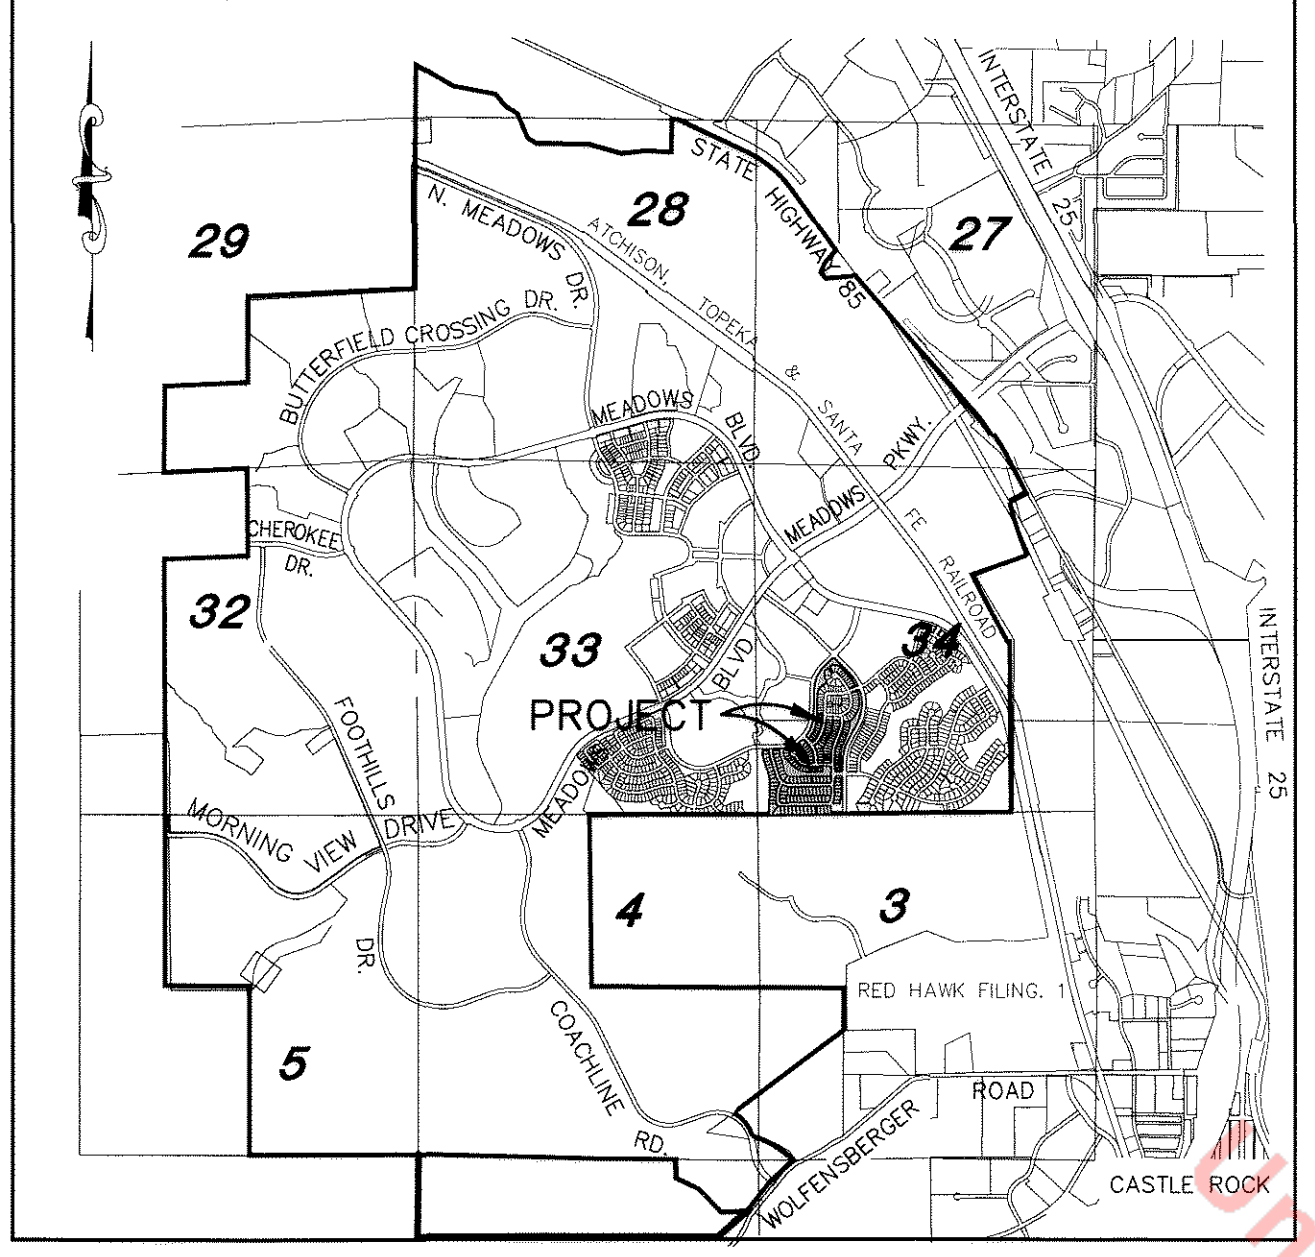 INTERSTATE 25
STATE HIGHWAY 85
N. MEADOWS DR.
28
ATCHISON, TOPEKA & SANTA FE RAILROAD
27
29
BUTTERFIELD CROSSING DR.
MEADOWS BLVD
MEADOWS PKWY.
CHEROKEE
DR.
32
33
34
BLVD
INTERSTATE 25
PROJECT
FOOTHILLS
MEADOWS
MORNING VIEW DRIVE
4
3
DR.
RED HAWK FILING. 1
5
COACHLINE RD.
ROAD
WOLFENSBERGER
CASTLE ROCK
Un